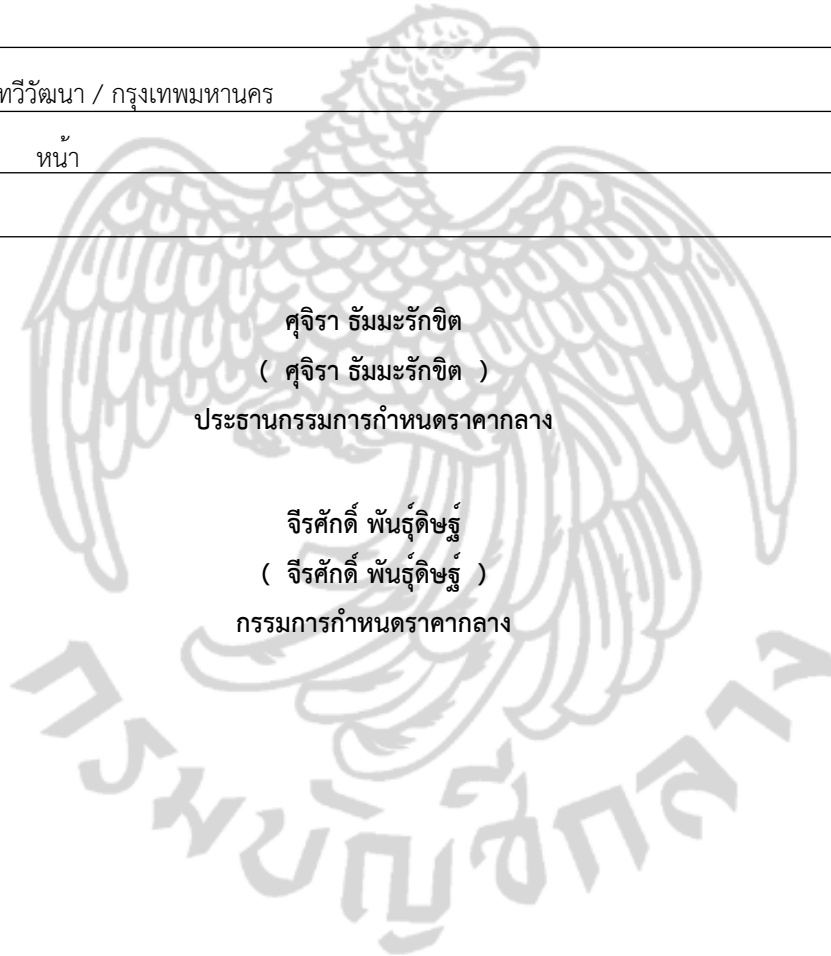 ทวีวัฒนา / กรุงเทพมหานคร
หน้า
ศุจิรา ธัมมะรักขิต
( ศุจิรา ธัมมะรักขิต )
ประธานกรรมการกำหนดราคากลาง
จีรศักดิ์ พันธุ์ดิษฐ์
( จีรศักดิ์ พันธุ์ดิษฐ์ )
กรรมการกำหนดราคากลาง
กรมบัญชีกลาง